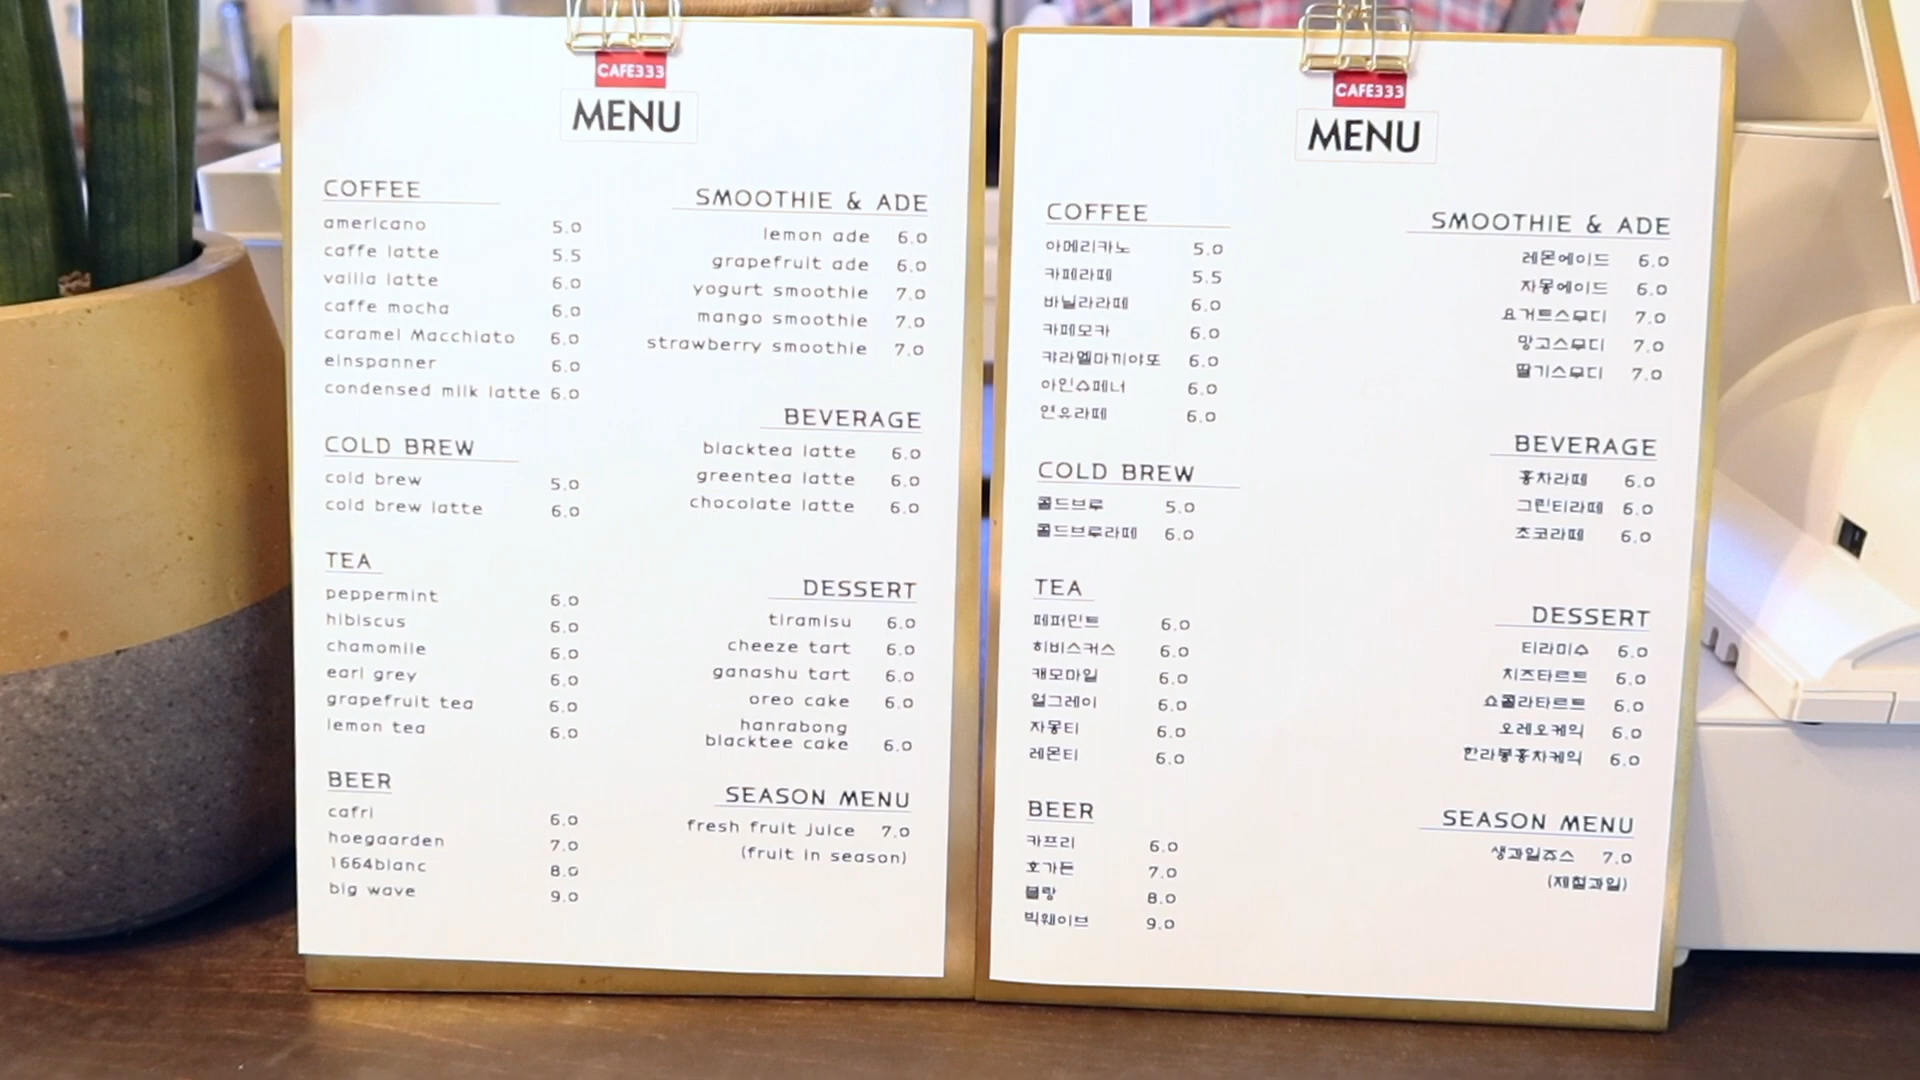 CAFE333
MENU
COFFEE
americano 5.0
caffe latte 5.5
vailla latte 6.0
caffe mocha 6.0
caramel Macchiato 6.0
einspanner 6.0
condensed milk latte 6.0
COLD BREW
cold brew 5.0
cold brew latte 6.0
TEA
peppermint 6.0
hibiscus 6.0
chamomile 6.0
earl grey 6.0
grapefruit tea 6.0
lemon tea 6.0
BEER
cafri 6.0
hoegaarden 7.0
1664blanc 8.0
big wave 9.0
SMOOTHIE & ADE
lemon ade 6.0
grapefruit ade 6.0
yogurt smoothie 7.0
mango smoothie 7.0
strawberry smoothie 7.0
BEVERAGE
blacktea latte 6.0
greentea latte 6.0
chocolate latte 6.0
DESSERT
tiramisu 6.0
cheeze tart 6.0
ganashu tart 6.0
oreo cake 6.0
hanrabong
blacktee cake 6.0
SEASON MENU
fresh fruit juice 7.0
(fruit in season)
CAFE333
MENU
COFFEE
아메리카노 5.0
카페라떼 5.5
바닐라라떼 6.0
카페모카 6.0
캬라멜마끼야또 6.0
아인슈페너 6.0
연유라떼 6.0
COLD BREW
콜드브루 5.0
콜드브루라떼 6.0
TEA
페퍼민트 6.0
히비스커스 6.0
캐모마일 6.0
얼그레이 6.0
자몽티 6.0
레몬티 6.0
BEER
카프리 6.0
호가든 7.0
블랑 8.0
빅웨이브 9.0
SMOOTHIE & ADE
레몬에이드 6.0
자몽에이드 6.0
요거트스무디 7.0
망고스무디 7.0
딸기스무디 7.0
BEVERAGE
홍차라떼 6.0
그린티라떼 6.0
초코라떼 6.0
DESSERT
티라미슈 6.0
치즈타르트 6.0
쇼콜라타르트 6.0
오레오케익 6.0
한라봉홍차케익 6.0
SEASON MENU
생과일쥬스 7.0
(제철과일)